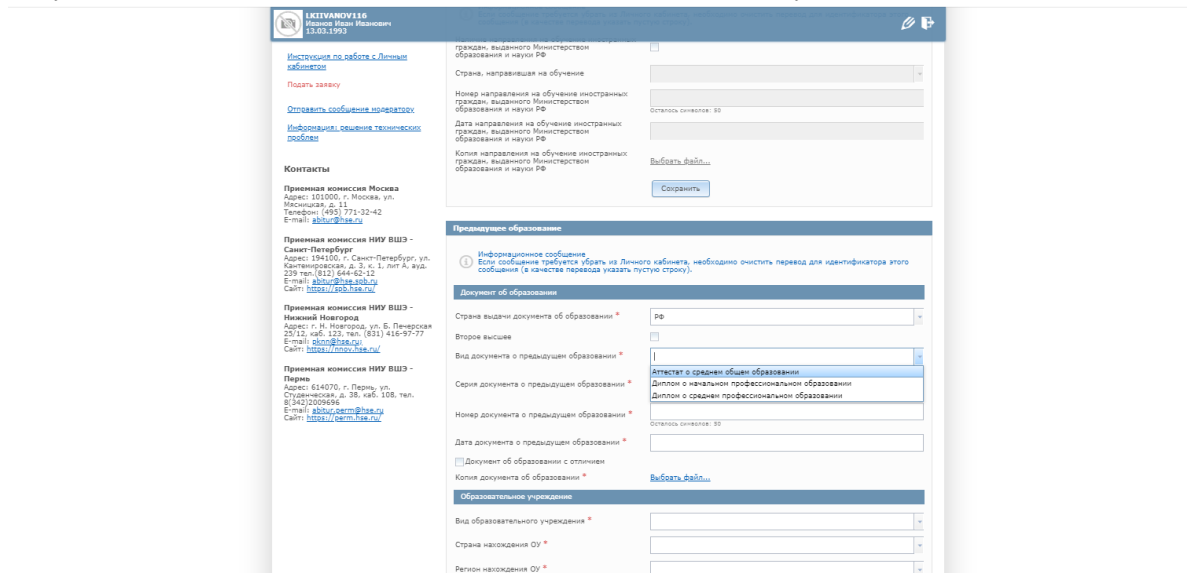 LKIIVANOV116
Иванов Иван Иванович
13.03.1993
Инструкция по работе с Личным
кабинетом
Подать заявку
Отправить сообщение модератору
Информация: решение технических
проблем
Контакты
Приемная комиссия Москва
Адрес: 101000, г. Москва, ул.
Мясницкая, д. 11
Телефон: (495) 771-32-42
E-mail: abitur@hse.ru
Приемная комиссия НИУ ВШЭ -
Санкт-Петербург
Адрес: 194100, г. Санкт-Петербург, ул.
Кантемировская, д. 3, к. 1, лит А, ауд.
239 тел.(812) 644-62-12
E-mail: abitur@hse.spb.ru
Сайт: https://spb.hse.ru/
Приемная комиссия НИУ ВШЭ -
Нижний Новгород
Адрес: г. Н. Новгород, ул. Б. Печерская
25/12, каб. 123, тел. (831) 416-97-77
E-mail: pknn@hse.ru;
Сайт: https://nnov.hse.ru/
Приемная комиссия НИУ ВШЭ -
Пермь
Адрес: 614070, г. Пермь, ул.
Студенческая, д. 38, каб. 108, тел.
8(342)2009696
E-mail: abitur.perm@hse.ru
Сайт: https://perm.hse.ru/
граждан, выданного Министерством
образования и науки РФ
Страна, направившая на обучение
Номер направления на обучение иностранных
граждан, выданного Министерством
образования и науки РФ
Осталось символов: 50
Дата направления на обучение иностранных
граждан, выданного Министерством
образования и науки РФ
Копия направления на обучение иностранных
граждан, выданного Министерством
образования и науки РФ
Выбрать файл...
Сохранить
Предыдущее образование
Информационное сообщение
Если сообщение требуется убрать из Личного кабинета, необходимо очистить перевод для идентификатора этого
сообщения (в качестве перевода указать пустую строку).
Документ об образовании
Страна выдачи документа об образовании * РФ
Второе высшее
Вид документа о предыдущем образовании *
Аттестат о среднем общем образовании
Диплом о начальном профессиональном образовании
Диплом о среднем профессиональном образовании
Серия документа о предыдущем образовании *
Номер документа о предыдущем образовании *
Осталось символов: 50
Дата документа о предыдущем образовании *
Документ об образовании с отличием
Копия документа об образовании * Выбрать файл...
Образовательное учреждение
Вид образовательного учреждения *
Страна нахождения ОУ *
Регион нахождения ОУ *